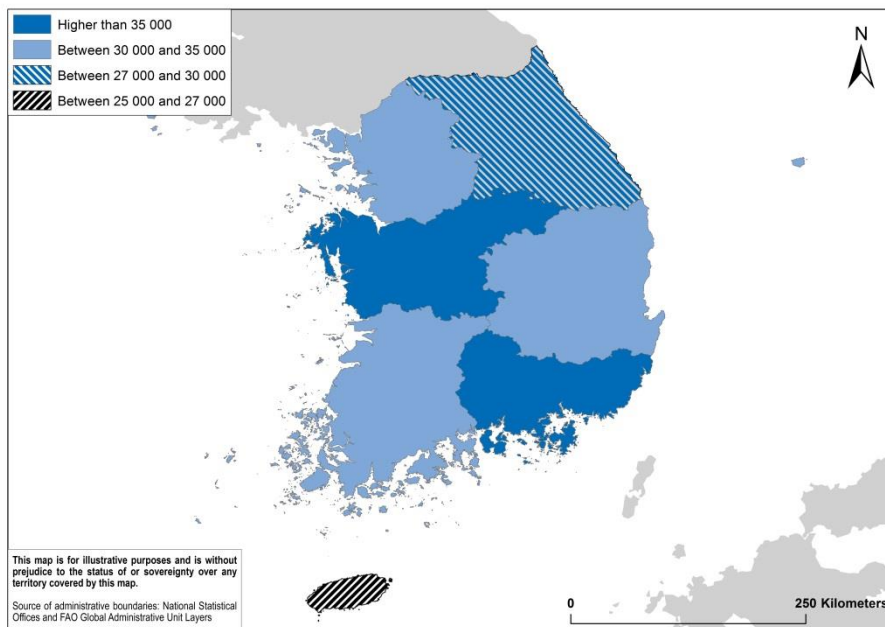 Higher than 35 000
Between 30 000 and 35 000
Between 27 000 and 30 000
Between 25 000 and 27 000
N
This map is for illustrative purposes and is without
prejudice to the status of or sovereignty over any
territory covered by this map.
Source of administrative boundaries: National Statistical
Offices and FAO Global Administrative Unit Layers
0 250 Kilometers